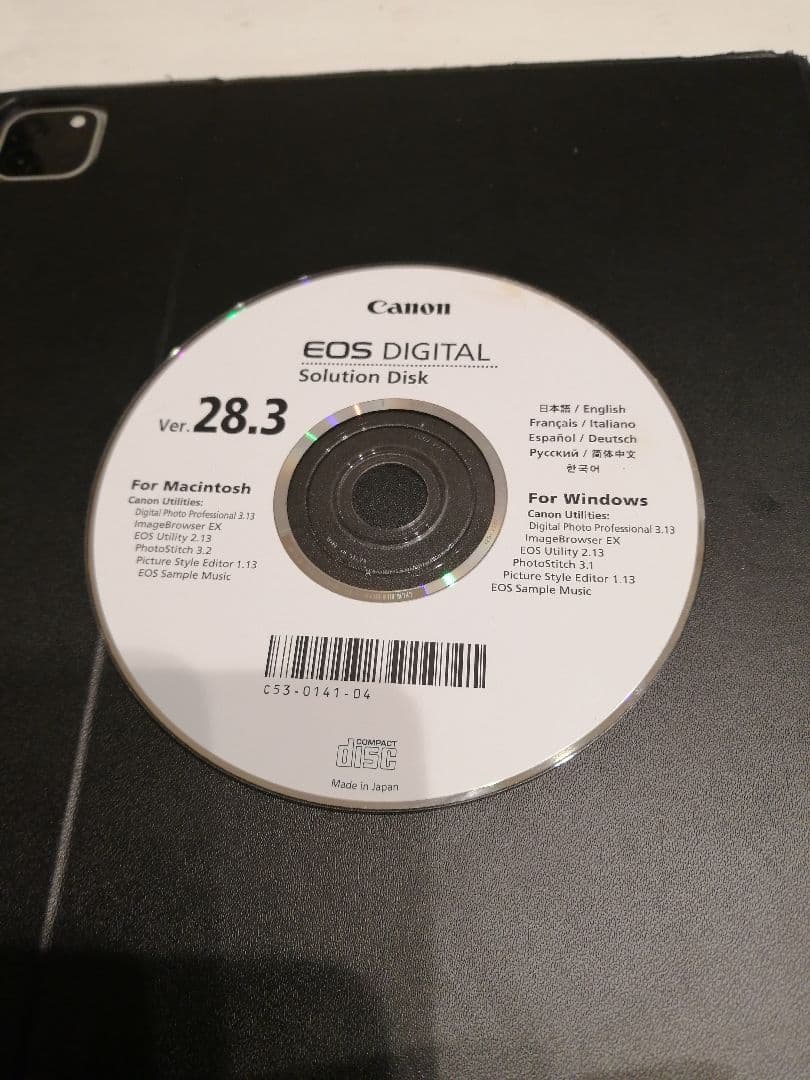 Canon
EOS DIGITAL
Solution Disk
Ver. 28.3
日本語 / English
Français / Italiano
Español / Deutsch
Русский / 简体中文
한국어
For Macintosh
Canon Utilities:
Digital Photo Professional 3.13
ImageBrowser EX
EOS Utility 2.13
PhotoStitch 3.2
Picture Style Editor 1.13
EOS Sample Music
For Windows
Canon Utilities:
Digital Photo Professional 3.13
ImageBrowser EX
EOS Utility 2.13
PhotoStitch 3.1
Picture Style Editor 1.13
EOS Sample Music
C53-0141-04
COMPACT
disc
Made in Japan